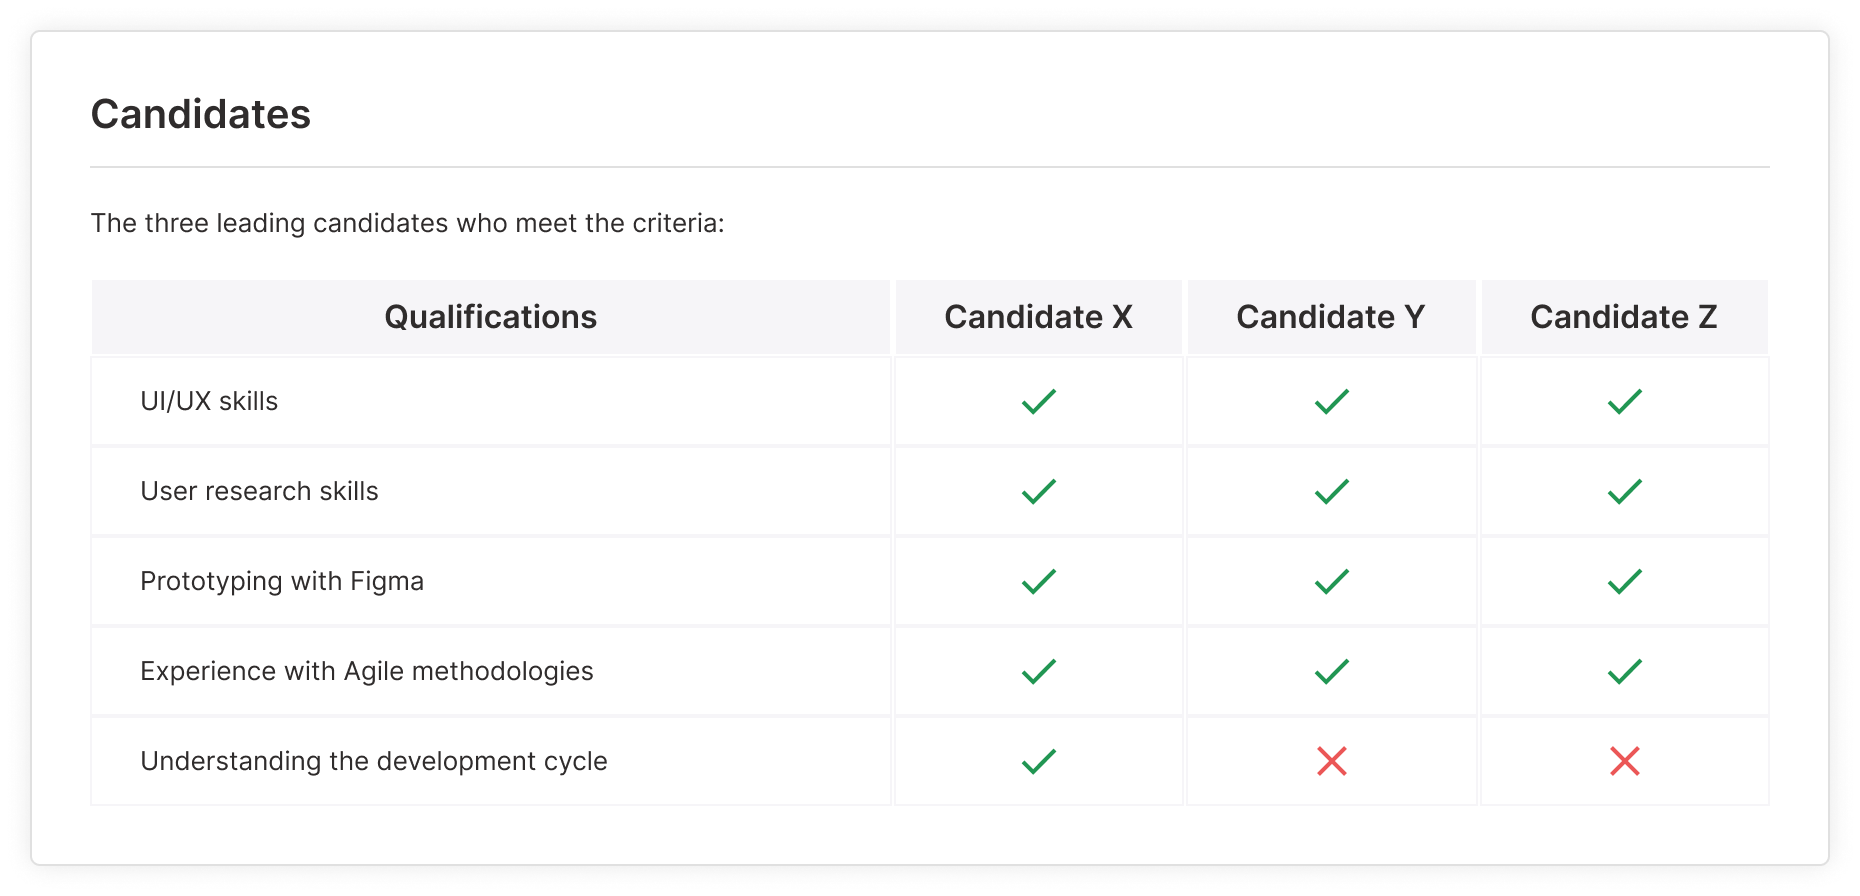 Candidates
The three leading candidates who meet the criteria:
Qualifications Candidate X Candidate Y Candidate Z
UI/UX skills
User research skills
Prototyping with Figma
Experience with Agile methodologies
Understanding the development cycle